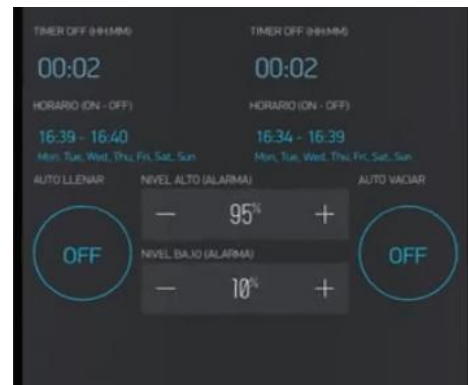 TIMER OFF (HH:MM) TIMER OFF (HH:MM)
00:02 00:02
HORARIO (ON - OFF) HORARIO (ON - OFF)
16:39 - 16:40 16:34 - 16:39
Mon, Tue, Wed, Thu, Fri, Sat, Sun Mon, Tue, Wed, Thu, Fri, Sat, Sun
AUTO LLENAR NIVEL ALTO (ALARMA) AUTO VACIAR
— 95% +
OFF NIVEL BAJO (ALARMA) OFF
— 10% +